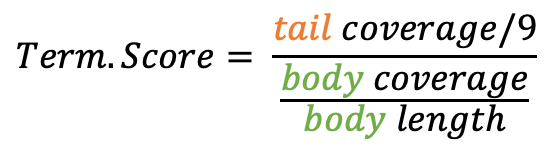 Term. Score = tail coverage/9
body coverage
body length